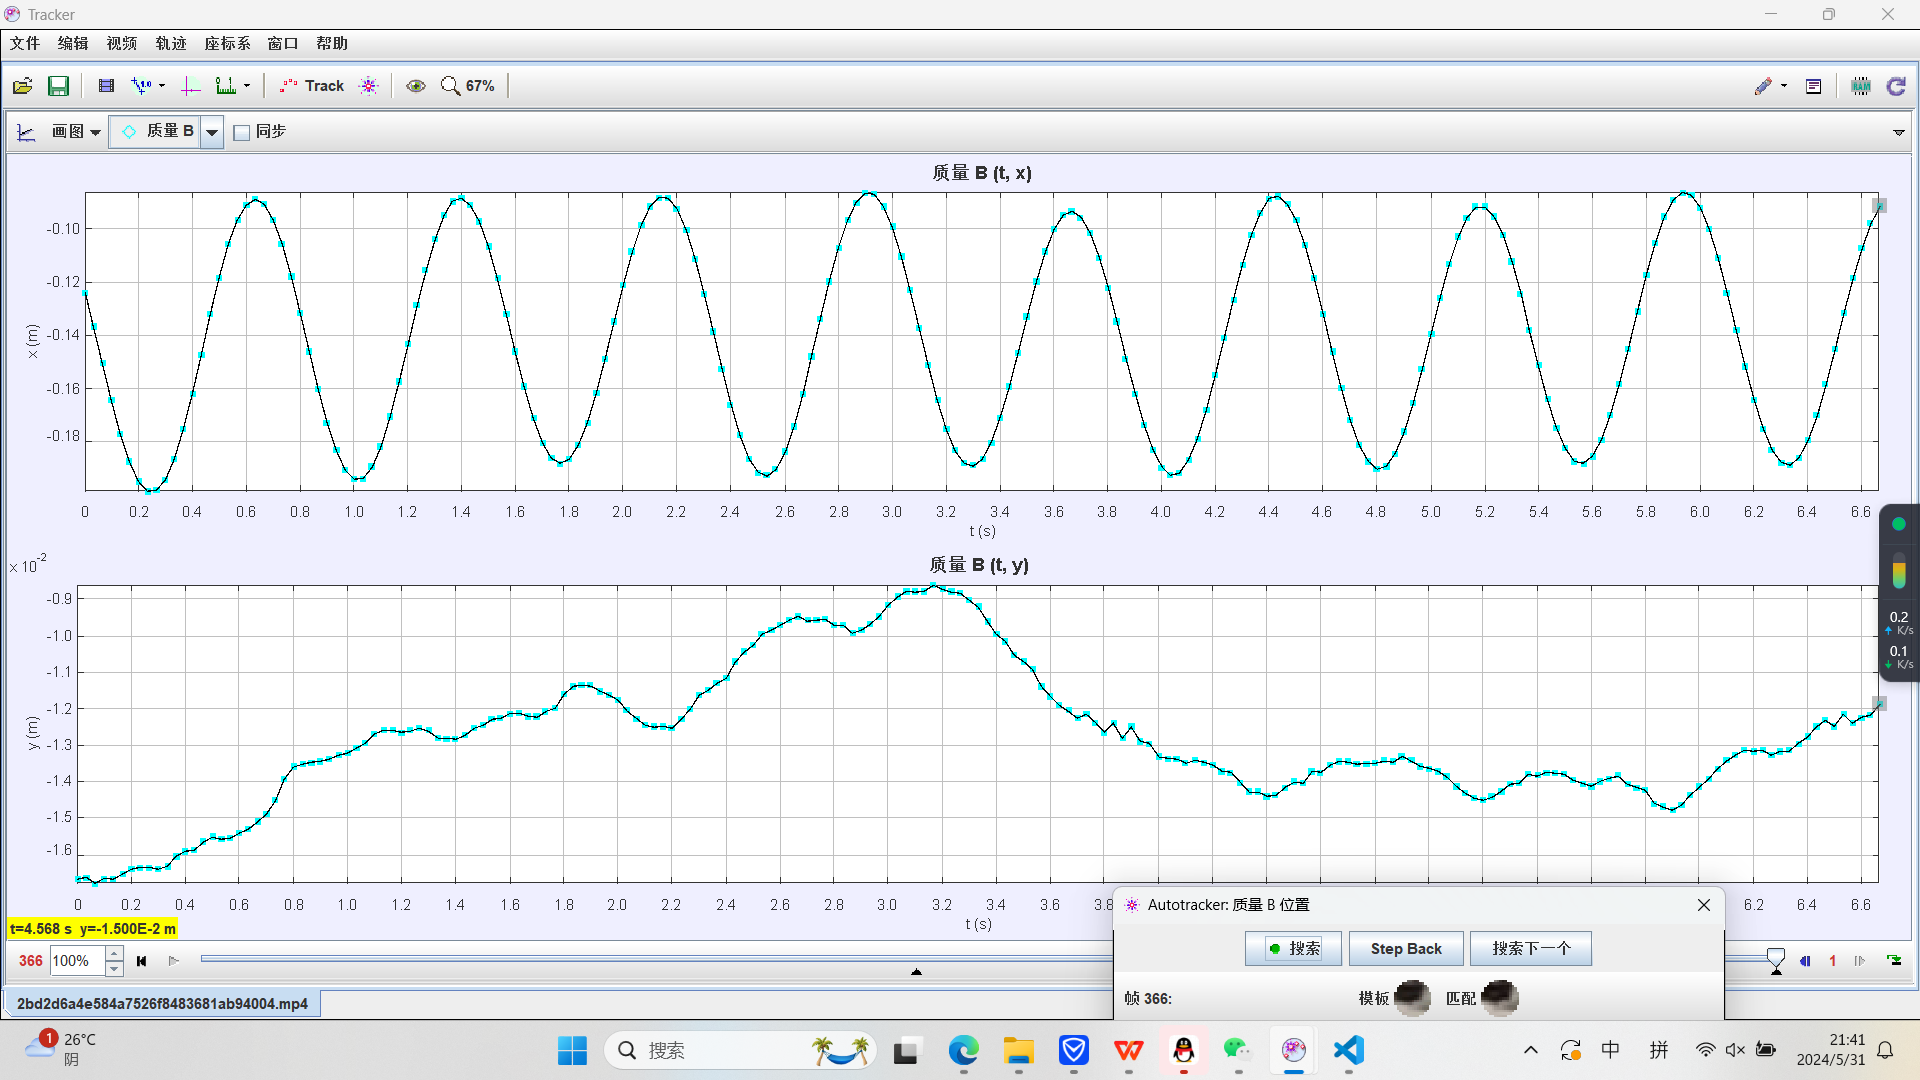 Tracker
文件 编辑 视频 轨迹 座标系 窗口 帮助
Track 67%
画图 质量 B 同步
质量 B (t, x)
-0.10
-0.12
-0.14
-0.16
-0.18
x (m)
0 0.2 0.4 0.6 0.8 1.0 1.2 1.4 1.6 1.8 2.0 2.2 2.4 2.6 2.8 3.0 3.2 3.4 3.6 3.8 4.0 4.2 4.4 4.6 4.8 5.0 5.2 5.4 5.6 5.8 6.0 6.2 6.4 6.6
t (s)
x 10-2
质量 B (t, y)
-0.9
-1.0
-1.1
-1.2
-1.3
-1.4
-1.5
-1.6
y (m)
0 0.2 0.4 0.6 0.8 1.0 1.2 1.4 1.6 1.8 2.0 2.2 2.4 2.6 2.8 3.0 3.2 3.4 3.6 3.8 6.2 6.4 6.6
t (s)
0.2
K/s
0.1
K/s
t=4.568 s y=-1.500E-2 m
366 100% 1
Autotracker: 质量 B 位置
搜索 Step Back 搜索下一个
帧 366: 模板 匹配
2bd2d6a4e584a7526f8483681ab94004.mp4
1
26°C
阴
搜索
中 拼
21:41
2024/5/31